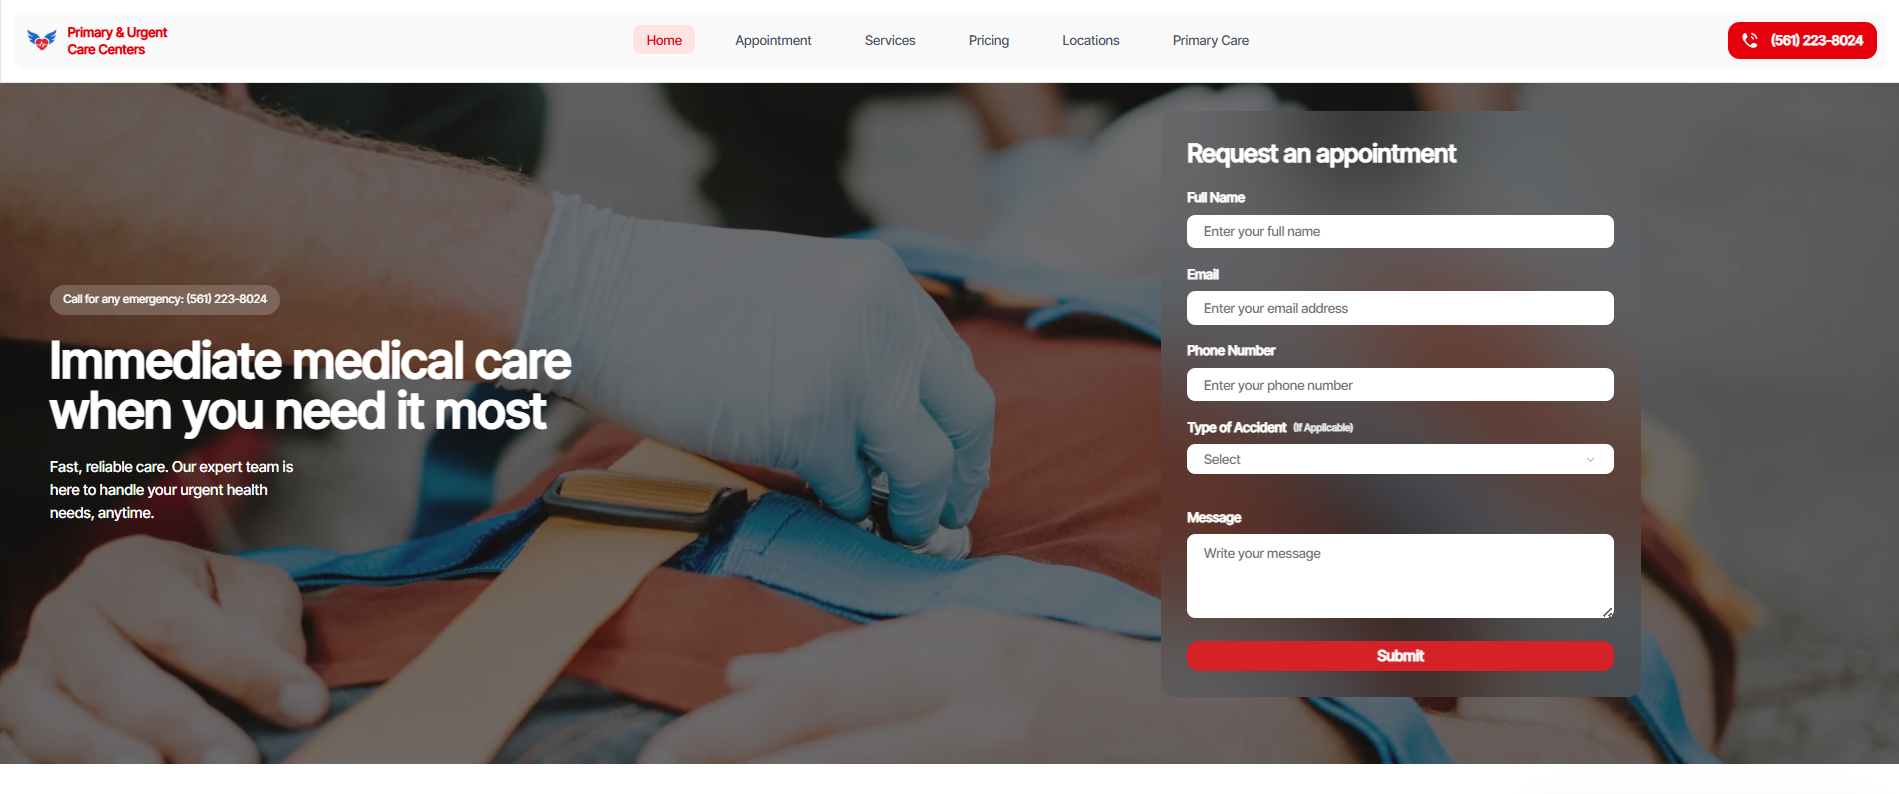 Primary & Urgent
Care Centers
Home
Appointment
Services
Pricing
Locations
Primary Care
(561) 223-8024
Call for any emergency: (561) 223-8024
Immediate medical care
when you need it most
Fast, reliable care. Our expert team is
here to handle your urgent health
needs, anytime.
Request an appointment
Full Name
Enter your full name
Email
Enter your email address
Phone Number
Enter your phone number
Type of Accident (If Applicable)
Select
Message
Write your message
Submit